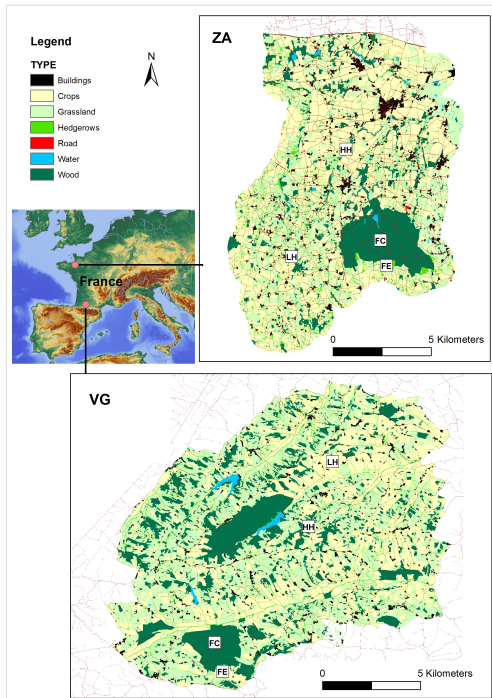 Legend
N
TYPE
Buildings
Crops
Grassland
Hedgerows
Road
Water
Wood
France
ZA
HH
FC
LH
FE
0 5 Kilometers
VG
LH
HH
FC
FE
0 5 Kilometers